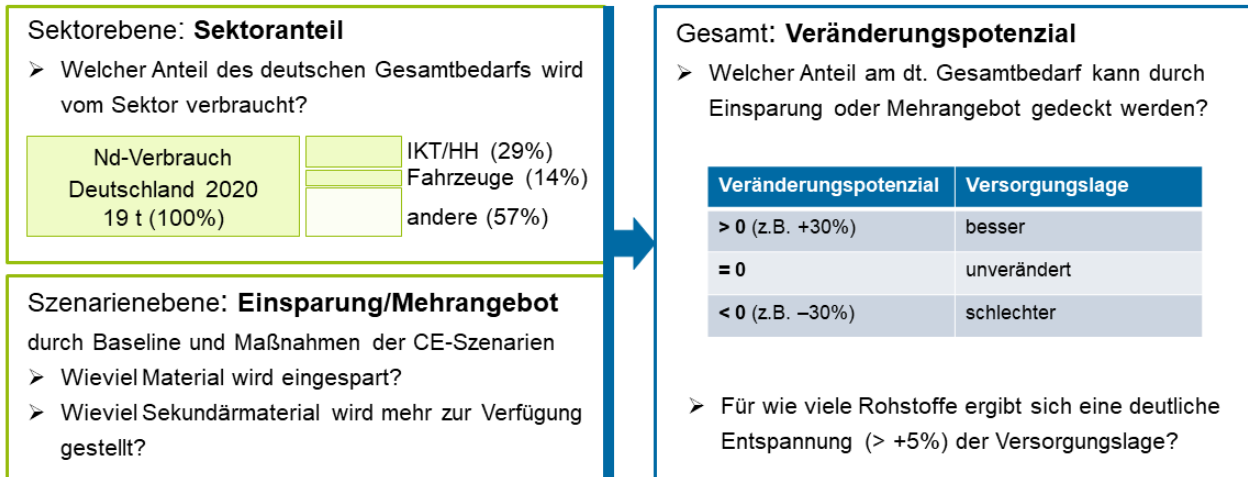 Sektorebene: Sektoranteil
➢ Welcher Anteil des deutschen Gesamtbedarfs wird
vom Sektor verbraucht?
Nd-Verbrauch
Deutschland 2020
19 t (100%)
IKT/HH (29%)
Fahrzeuge (14%)
andere (57%)
Szenarienebene: Einsparung/Mehrangebot
durch Baseline und Maßnahmen der CE-Szenarien
➢ Wieviel Material wird eingespart?
➢ Wieviel Sekundärmaterial wird mehr zur Verfügung
gestellt?
Gesamt: Veränderungspotenzial
➢ Welcher Anteil am dt. Gesamtbedarf kann durch
Einsparung oder Mehrangebot gedeckt werden?
Veränderungspotenzial Versorgungslage
> 0 (z.B. +30%) besser
= 0 unverändert
< 0 (z.B. –30%) schlechter
➢ Für wie viele Rohstoffe ergibt sich eine deutliche
Entspannung (> +5%) der Versorgungslage?